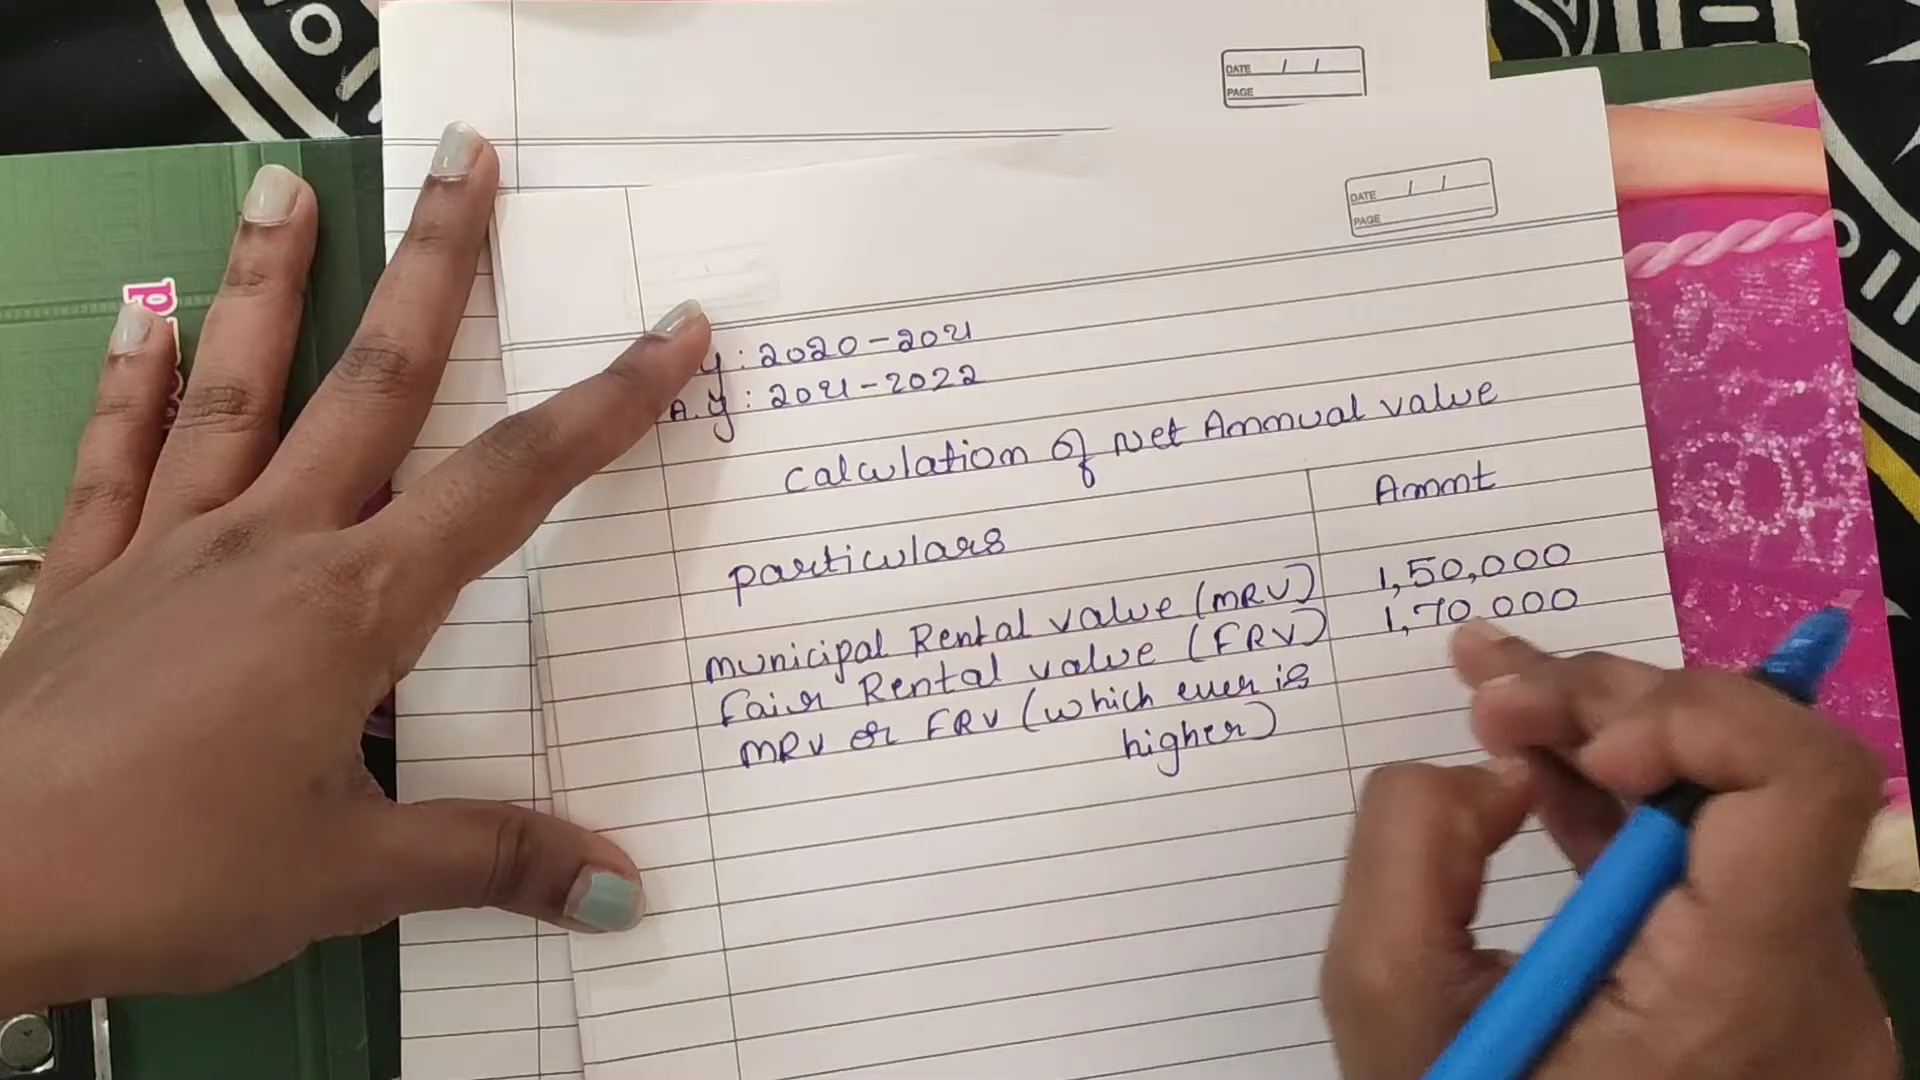 DATE / /
PAGE
DATE / /
PAGE
y : 2020-2021
A.y : 2021-2022
calculation of Net Annual value
particulars Ammt
municipal Rental value (MRV) 1,50,000
Fair Rental value (FRV) 1,70,000
MRV or FRV (which ever is
higher)